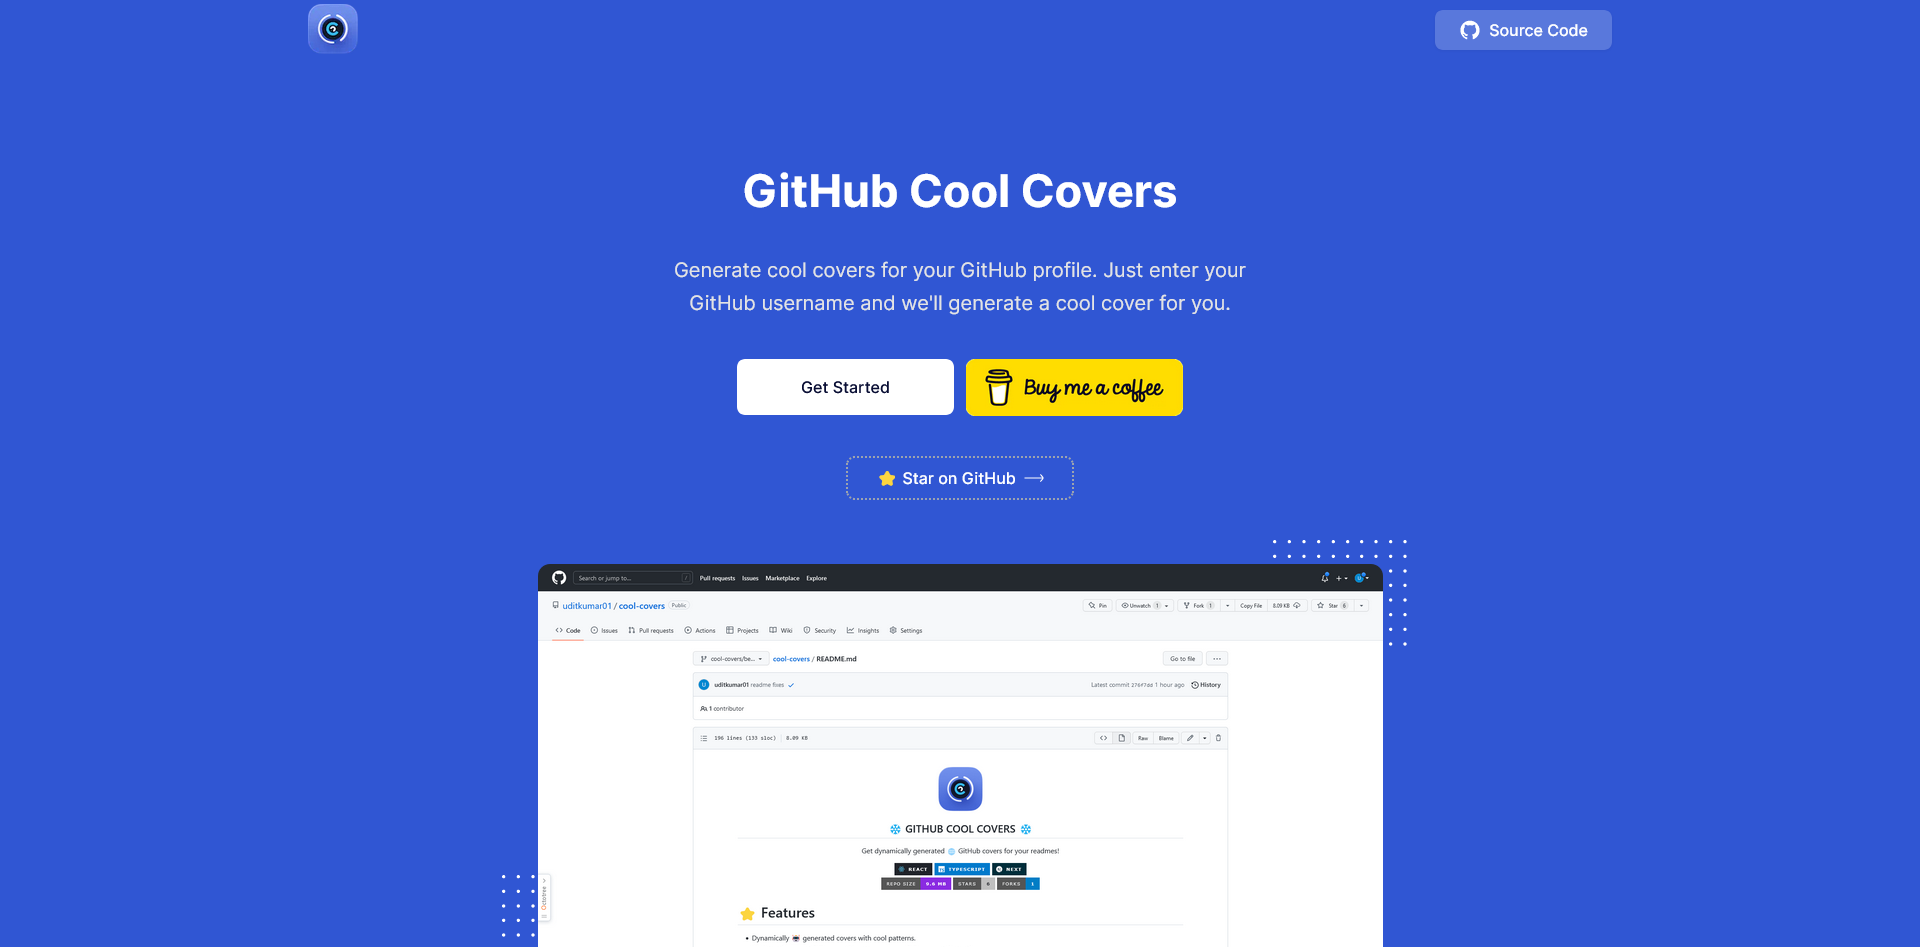 Source Code
GitHub Cool Covers
Generate cool covers for your GitHub profile. Just enter your
GitHub username and we'll generate a cool cover for you.
Get Started
Buy me a coffee
Star on GitHub
Search or jump to... /
Pull requests Issues Marketplace Explore
uditkumar01 / cool-covers Public
Pin Unwatch 1 Fork 1 Copy File 8.09 KB Star 6
Code Issues Pull requests Actions Projects Wiki Security Insights Settings
cool-covers/be... cool-covers / README.md Go to file
uditkumar01 readme fixes Latest commit 276f7dd 1 hour ago History
1 contributor
196 lines (133 sloc) 8.09 KB Raw Blame
GITHUB COOL COVERS
Get dynamically generated GitHub covers for your readmes!
REACT TYPESCRIPT NEXT
REPO SIZE 9.6 MB STARS 6 FORKS 1
Octotree
Features
• Dynamically generated covers with cool patterns.